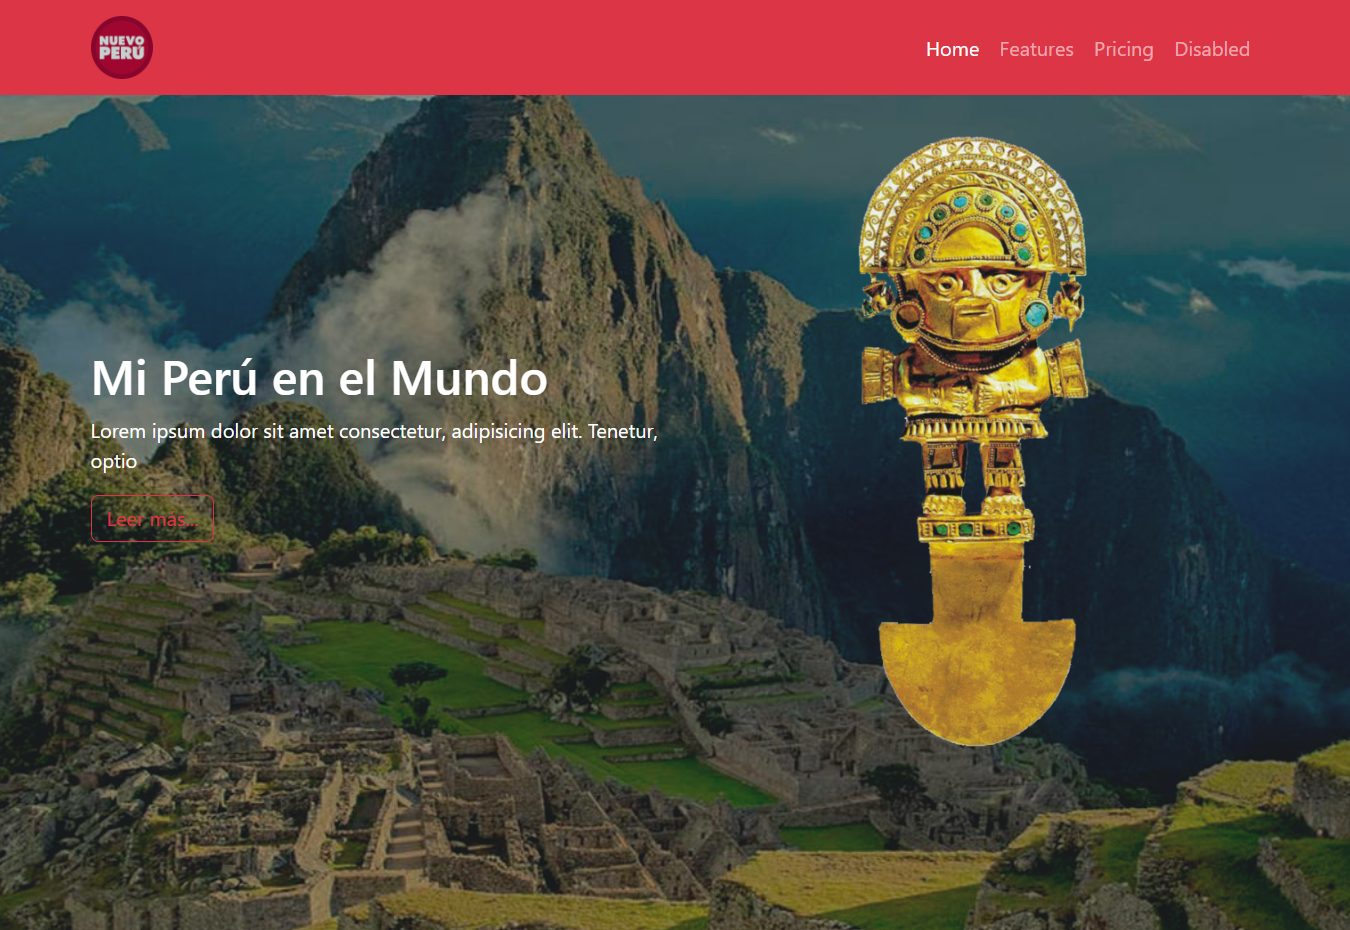 NUEVO
PERÚ
Home Features Pricing Disabled
Mi Perú en el Mundo
Lorem ipsum dolor sit amet consectetur, adipisicing elit. Tenetur,
optio
Leer más...